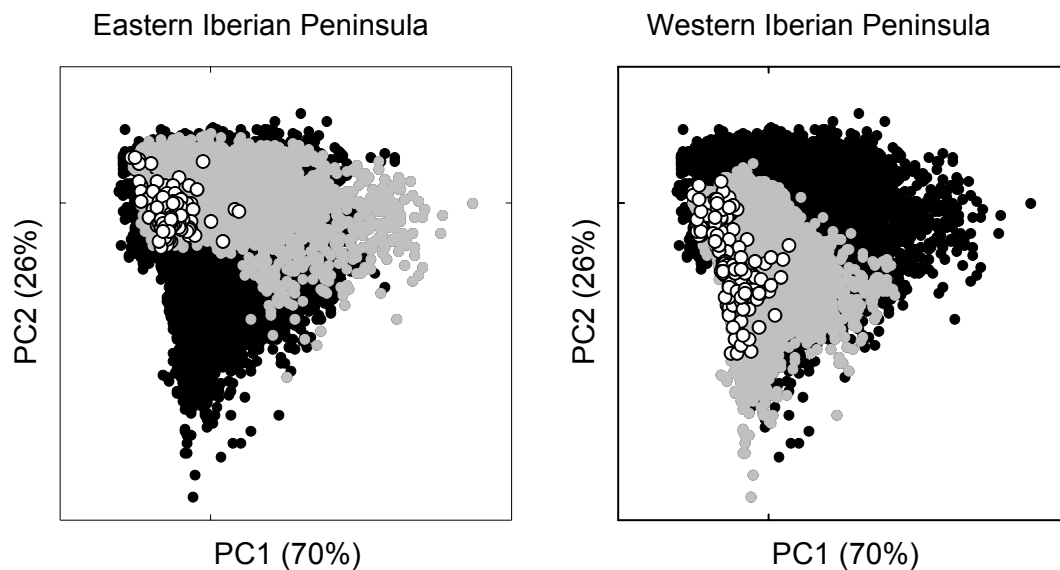 Eastern Iberian Peninsula
PC2 (26%)
PC1 (70%)
Western Iberian Peninsula
PC2 (26%)
PC1 (70%)